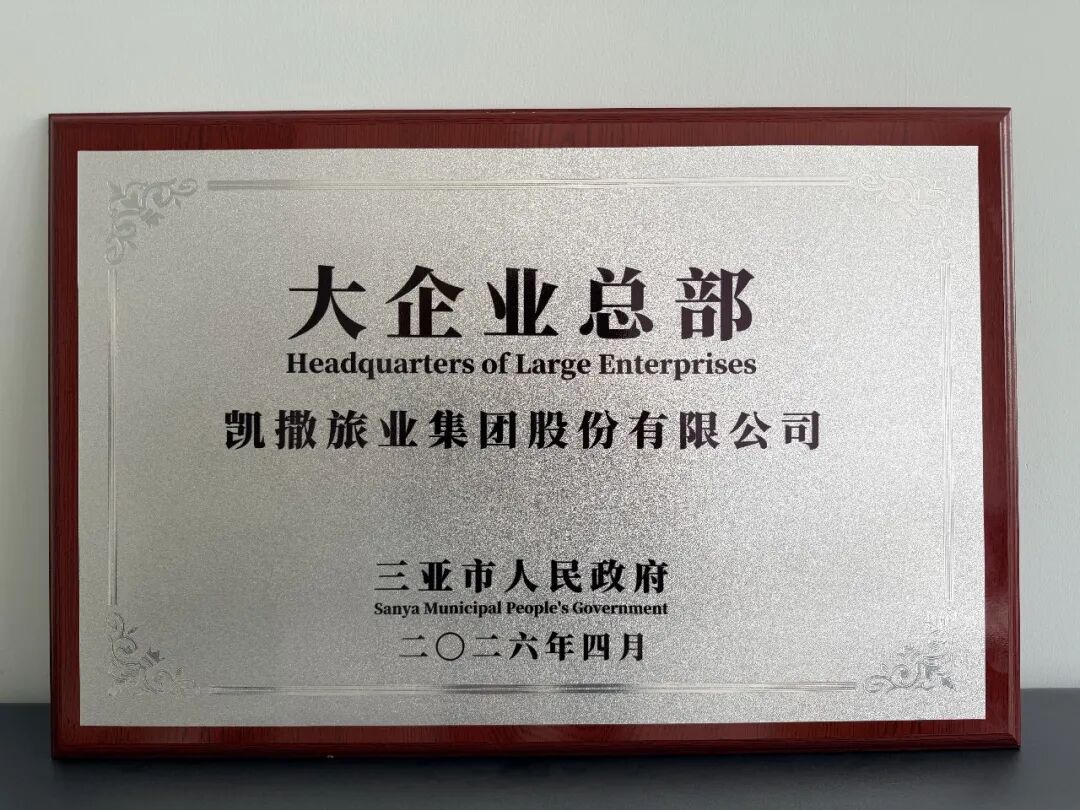 大企业总部
Headquarters of Large Enterprises
凯撒旅业集团股份有限公司
三亚市人民政府
Sanya Municipal People's Government
二〇二六年四月